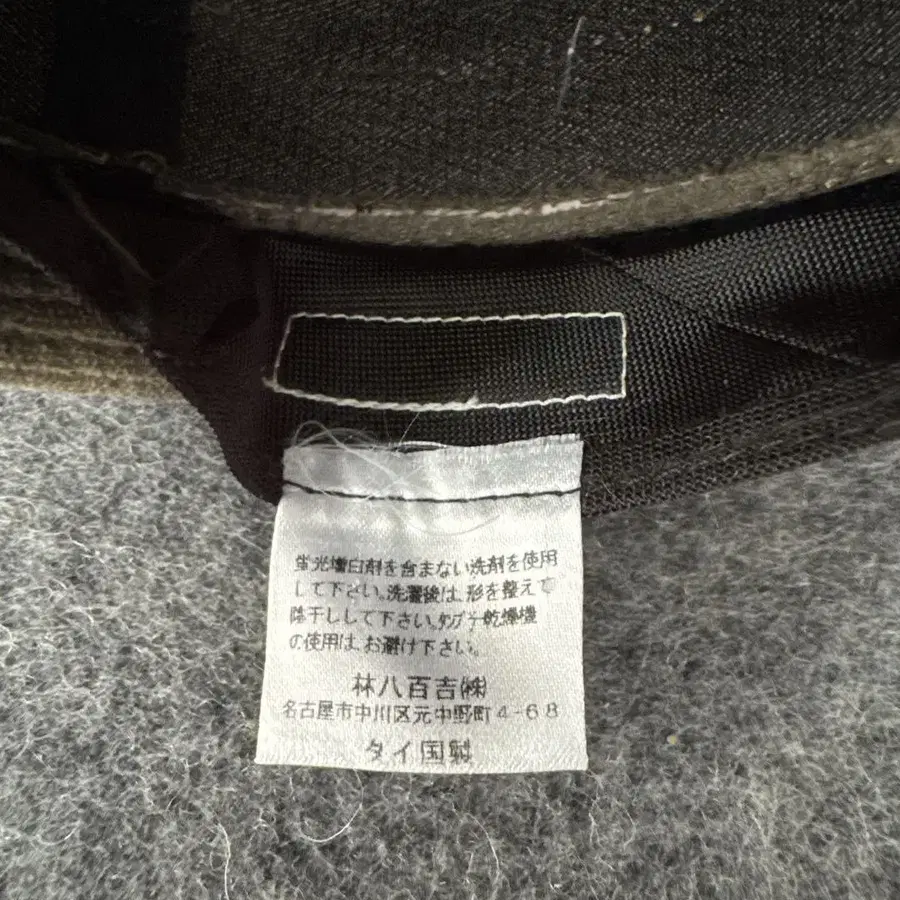 蛍光増白剤を含まない洗剤を使用
して下さい。洗濯後は、形を整えて
陰干しして下さい。タンブラー乾燥機
の使用は、お避け下さい。
林八百吉㈱
名古屋市中川区元中野町4-68
タイ国製